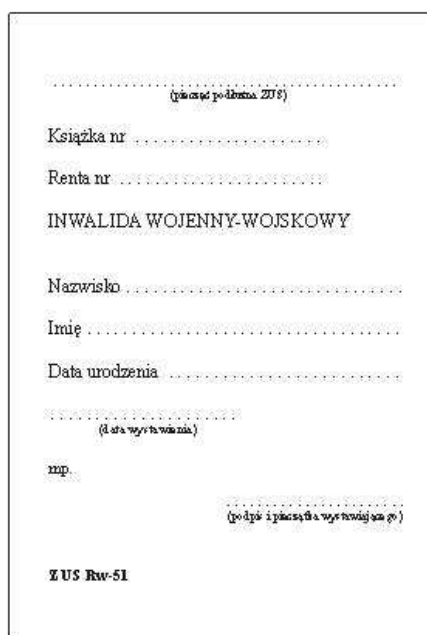 (pieczęć podłużna ZUS)
Książka nr
Renta nr
INWALIDA WOJENNY-WOJSKOWY
Nazwisko
Imię
Data urodzenia
(data wystawienia)
mp.
(podpis i pieczątka wystawiającego)
ZUS Rw-51